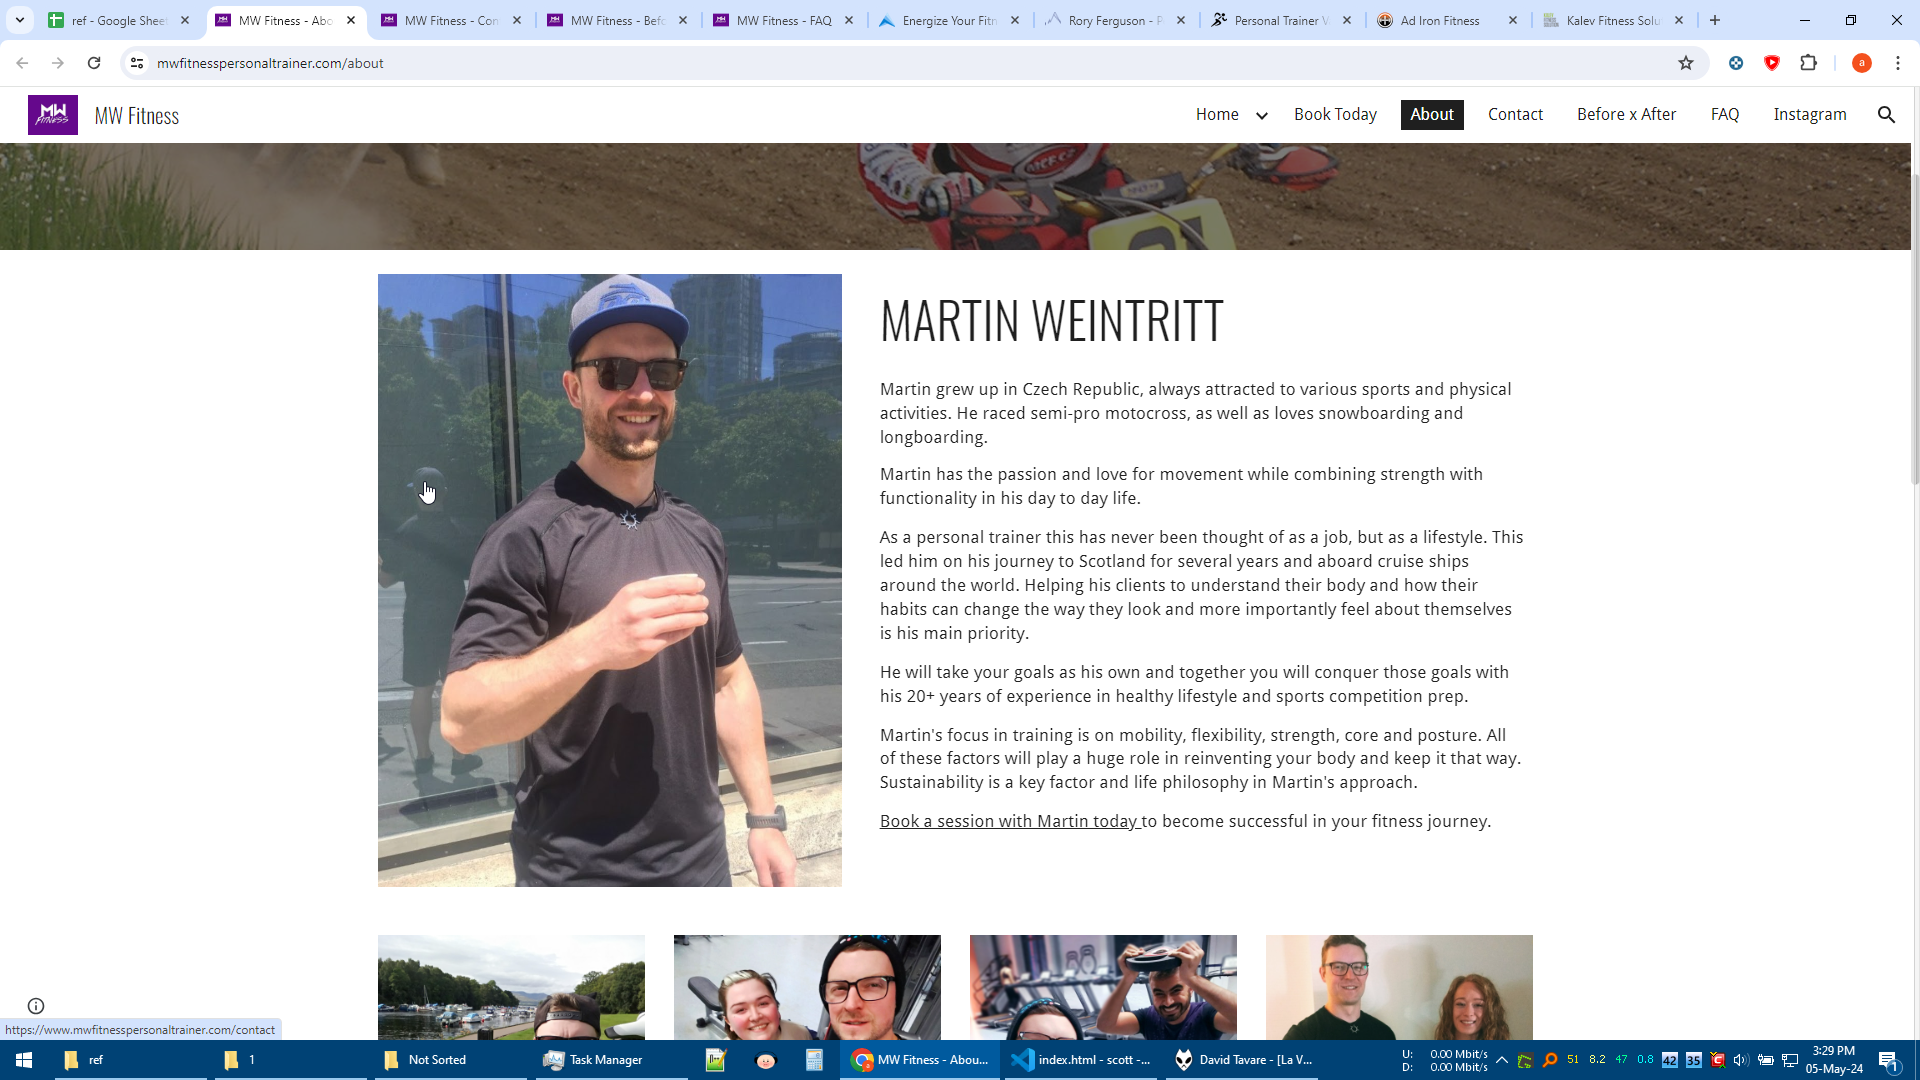 ref - Google Shee
MW Fitness - Abo
MW Fitness - Con
MW Fitness - Befo
MW Fitness - FAQ
Energize Your Fitn
Rory Ferguson - P
Personal Trainer V
Ad Iron Fitness
Kalev Fitness Solu
mwfitnesspersonaltrainer.com/about
a
MW FITNESS
MW Fitness
Home
Book Today
About
Contact
Before x After
FAQ
Instagram
MARTIN WEINTRITT
Martin grew up in Czech Republic, always attracted to various sports and physical
activities. He raced semi-pro motocross, as well as loves snowboarding and
longboarding.
Martin has the passion and love for movement while combining strength with
functionality in his day to day life.
As a personal trainer this has never been thought of as a job, but as a lifestyle. This
led him on his journey to Scotland for several years and aboard cruise ships
around the world. Helping his clients to understand their body and how their
habits can change the way they look and more importantly feel about themselves
is his main priority.
He will take your goals as his own and together you will conquer those goals with
his 20+ years of experience in healthy lifestyle and sports competition prep.
Martin's focus in training is on mobility, flexibility, strength, core and posture. All
of these factors will play a huge role in reinventing your body and keep it that way.
Sustainability is a key factor and life philosophy in Martin's approach.
Book a session with Martin today to become successful in your fitness journey.
https://www.mwfitnesspersonaltrainer.com/contact
ref
1
Not Sorted
Task Manager
MW Fitness - Abou...
index.html - scott -...
David Tavare - [La V...
U: 0.00 Mbit/s
D: 0.00 Mbit/s
51 8.2 47 0.8 42 35
3:29 PM
05-May-24
1